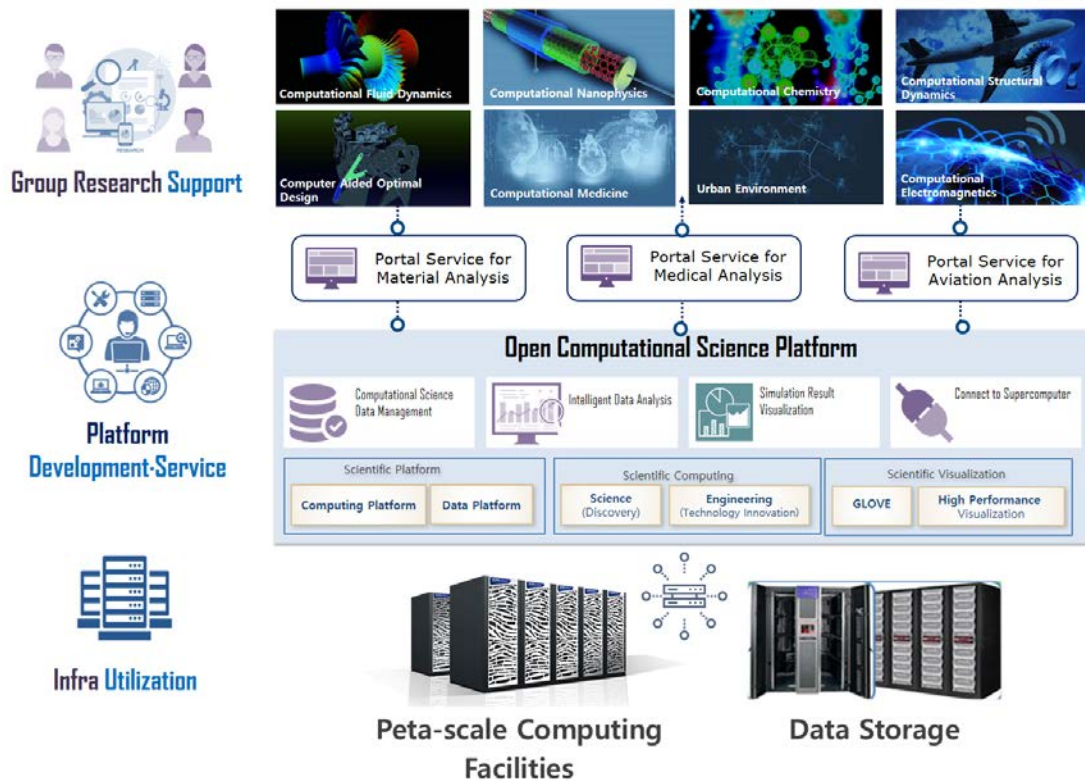 Computational Fluid Dynamics
Computational Nanophysics
Computational Chemistry
Computational Structural
Dynamics
RESEARCH
Group Research Support
Computer Aided Optimal
Design
Computational Medicine
Urban Environment
Computational
Electromagnetics
Portal Service for
Material Analysis
Portal Service for
Medical Analysis
Portal Service for
Aviation Analysis
Platform
Development·Service
Open Computational Science Platform
Computational Science
Data Management
Intelligent Data Analysis
Simulation Result
Visualization
Connect to Supercomputer
Scientific Platform
Computing Platform
Data Platform
Scientific Computing
Science
(Discovery)
Engineering
(Technology Innovation)
Scientific Visualization
GLOVE
High Performance
Visualization
Infra Utilization
Peta-scale Computing
Facilities
Data Storage